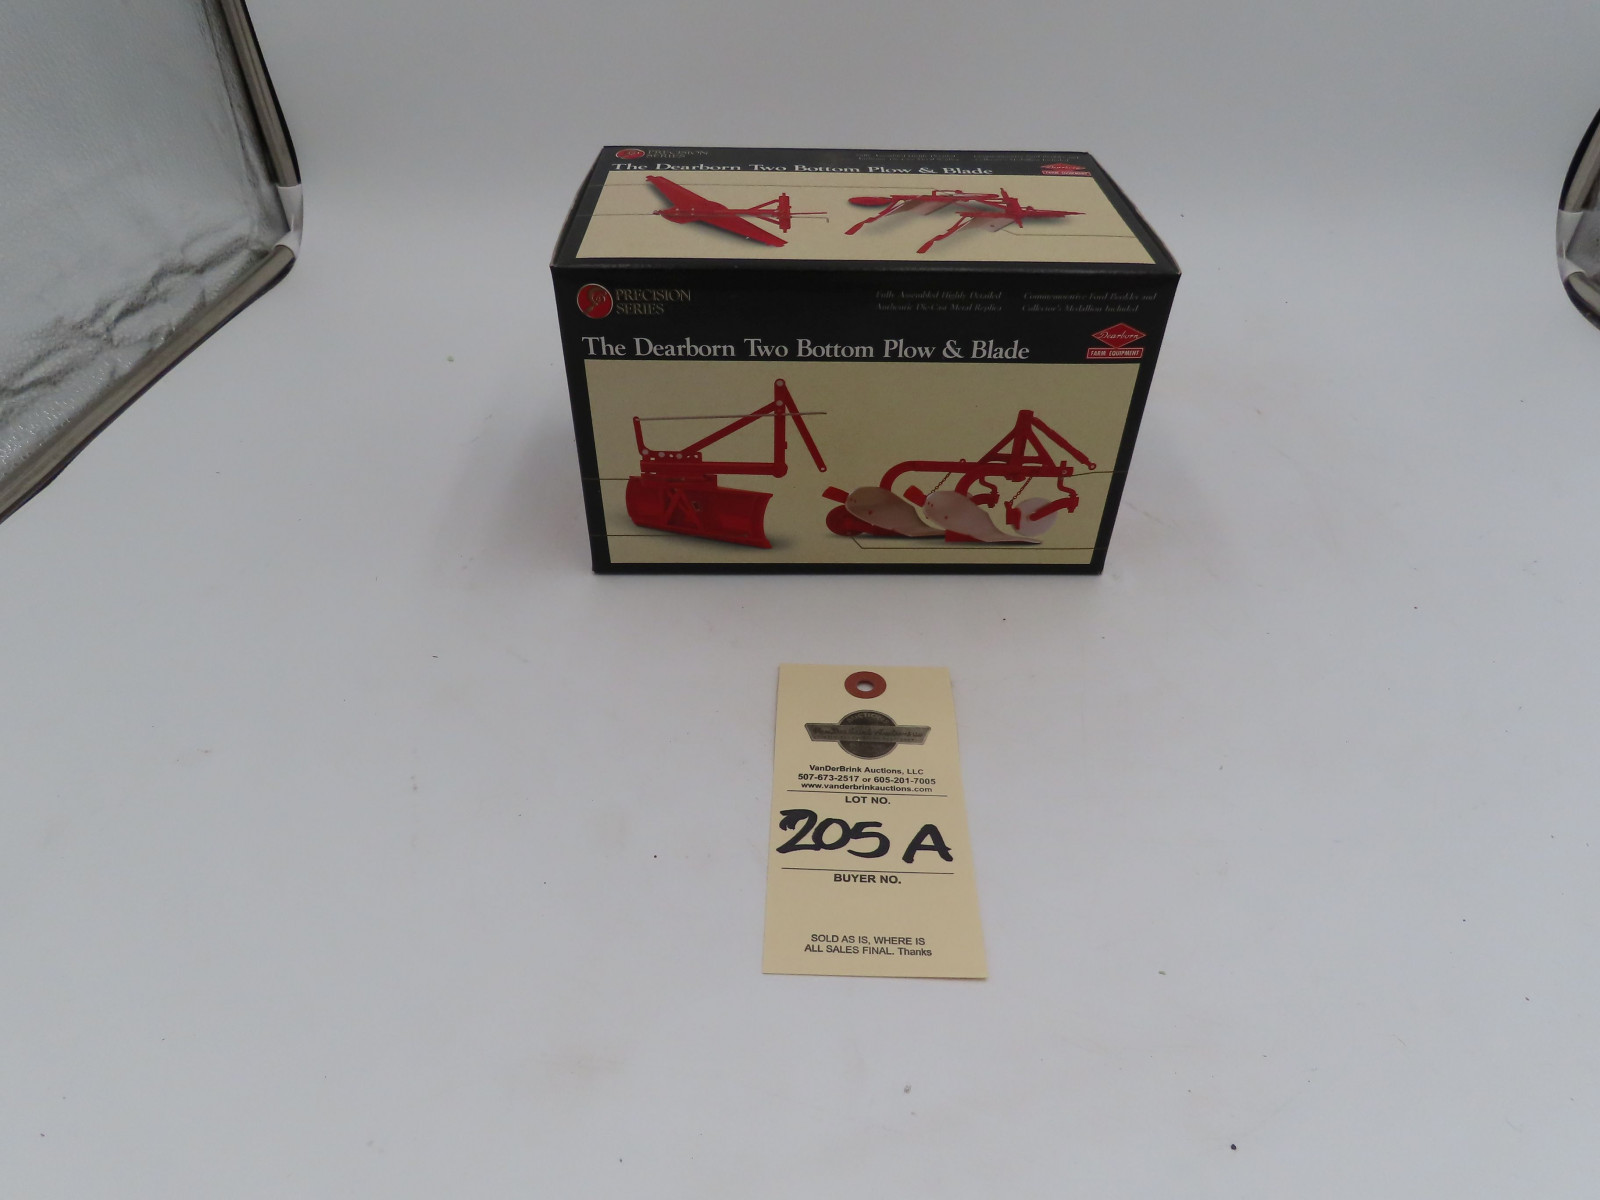 PRECISION
SERIES
The Dearborn Two Bottom Plow & Blade
PRECISION
SERIES
Fully Assembled Highly Detailed
Authentic Die-Cast Metal Replica
Commemorative Ford Booklet and
Collector's Medallion Included
The Dearborn Two Bottom Plow & Blade
Dearborn
FARM EQUIPMENT
VanDerBrink Auctions, LLC
507-673-2517 or 605-201-7005
www.vanderbrinkauctions.com
LOT NO.
205 A
BUYER NO.
SOLD AS IS, WHERE IS
ALL SALES FINAL. Thanks